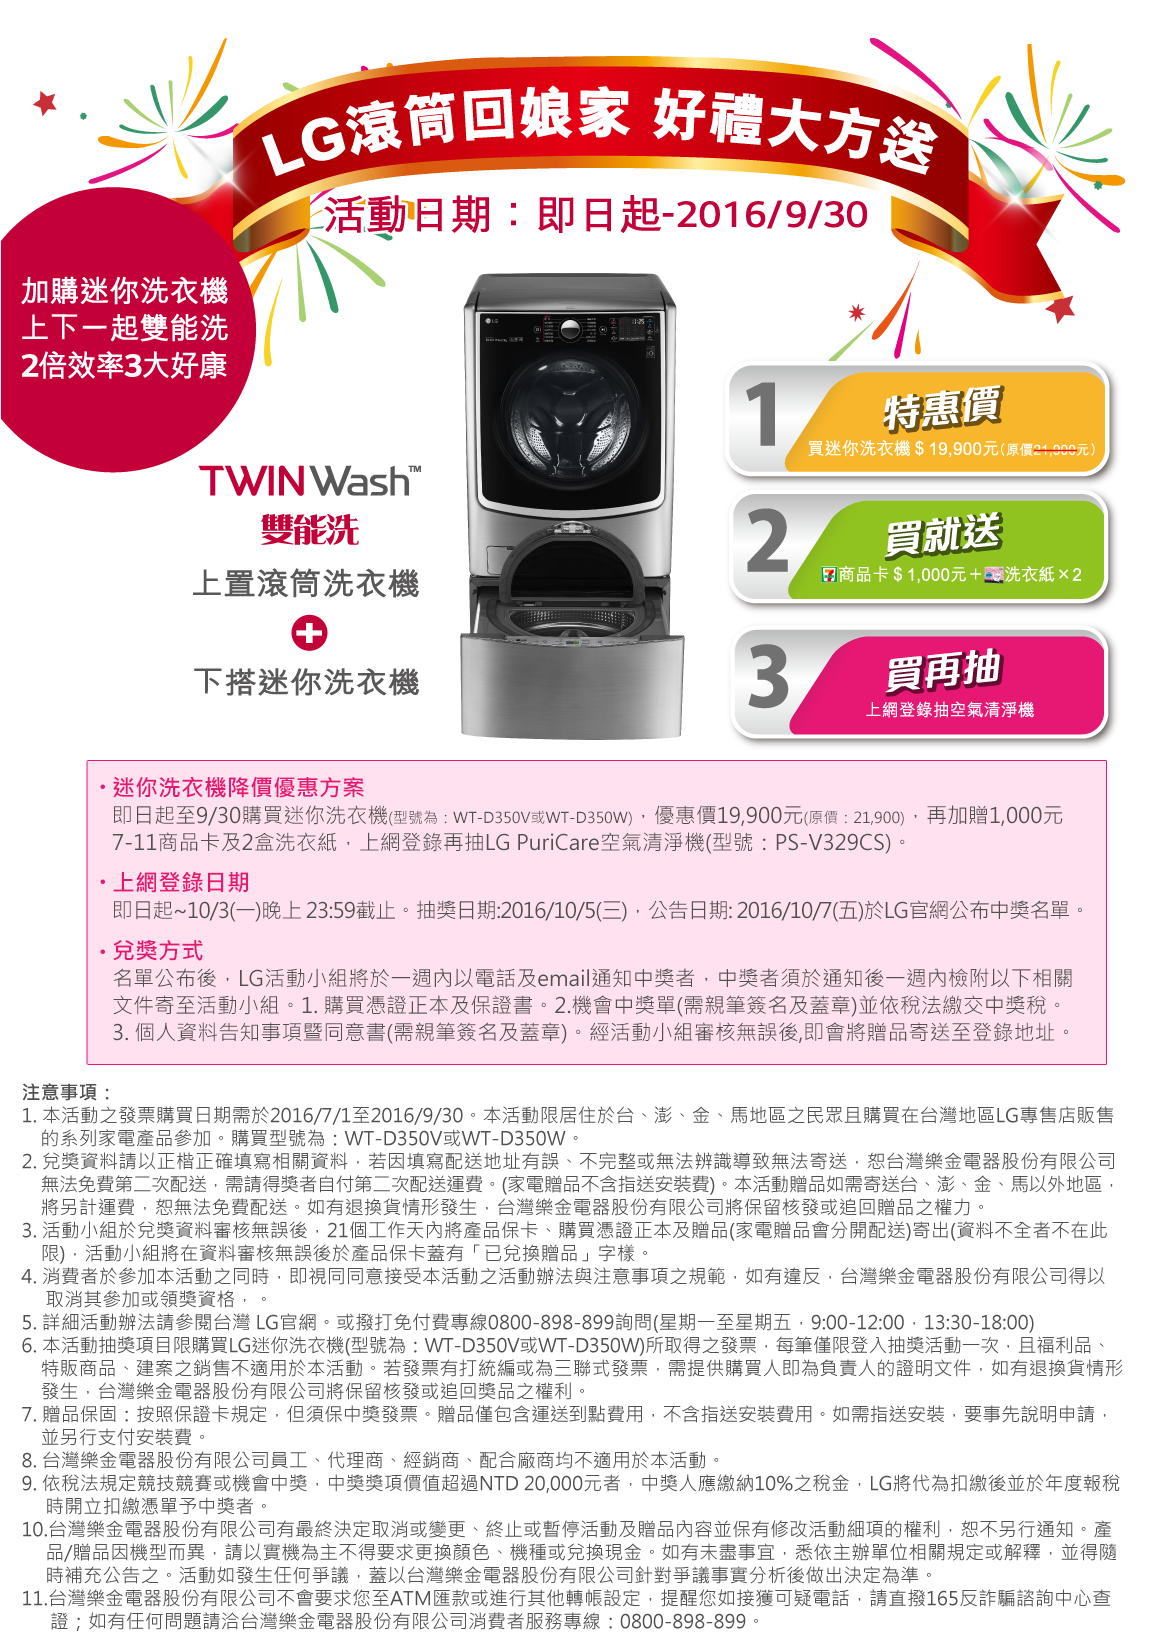 LG滾筒回娘家 好禮大方送
活動日期：即日起-2016/9/30
加購迷你洗衣機
上下一起雙能洗
2倍效率3大好康
TWINWash™
雙能洗
上置滾筒洗衣機
下搭迷你洗衣機
LG
1
特惠價
買迷你洗衣機＄19,900元(原價21,900元)
2
買就送
商品卡＄1,000元＋洗衣紙×2
3
買再抽
上網登錄抽空氣清淨機
・迷你洗衣機降價優惠方案
即日起至9/30購買迷你洗衣機(型號為：WT-D350V或WT-D350W)，優惠價19,900元(原價：21,900)，再加贈1,000元
7-11商品卡及2盒洗衣紙，上網登錄再抽LG PuriCare空氣清淨機(型號：PS-V329CS)。
・上網登錄日期
即日起~10/3(一)晚上 23:59截止。抽獎日期:2016/10/5(三)，公告日期: 2016/10/7(五)於LG官網公布中獎名單。
・兌獎方式
名單公布後，LG活動小組將於一週內以電話及email通知中獎者，中獎者須於通知後一週內檢附以下相關
文件寄至活動小組。1. 購買憑證正本及保證書。2.機會中獎單(需親筆簽名及蓋章)並依稅法繳交中獎稅。
3. 個人資料告知事項暨同意書(需親筆簽名及蓋章)。經活動小組審核無誤後,即會將贈品寄送至登錄地址。
注意事項：
1. 本活動之發票購買日期需於2016/7/1至2016/9/30。本活動限居住於台、澎、金、馬地區之民眾且購買在台灣地區LG專售店販售
的系列家電產品參加。購買型號為：WT-D350V或WT-D350W。
2. 兌獎資料請以正楷正確填寫相關資料，若因填寫配送地址有誤、不完整或無法辨識導致無法寄送，恕台灣樂金電器股份有限公司
無法免費第二次配送，需請得獎者自付第二次配送運費。(家電贈品不含指送安裝費)。本活動贈品如需寄送台、澎、金、馬以外地區，
將另計運費，恕無法免費配送。如有退換貨情形發生，台灣樂金電器股份有限公司將保留核發或追回贈品之權力。
3. 活動小組於兌獎資料審核無誤後，21個工作天內將產品保卡、購買憑證正本及贈品(家電贈品會分開配送)寄出(資料不全者不在此
限)，活動小組將在資料審核無誤後於產品保卡蓋有「已兌換贈品」字樣。
4. 消費者於參加本活動之同時，即視同同意接受本活動之活動辦法與注意事項之規範，如有違反，台灣樂金電器股份有限公司得以
取消其參加或領獎資格，。
5. 詳細活動辦法請參閱台灣 LG官網。或撥打免付費專線0800-898-899詢問(星期一至星期五，9:00-12:00，13:30-18:00)
6. 本活動抽獎項目限購買LG迷你洗衣機(型號為：WT-D350V或WT-D350W)所取得之發票，每筆僅限登入抽獎活動一次，且福利品、
特販商品、建案之銷售不適用於本活動。若發票有打統編或為三聯式發票，需提供購買人即為負責人的證明文件，如有退換貨情形
發生，台灣樂金電器股份有限公司將保留核發或追回獎品之權利。
7. 贈品保固：按照保證卡規定，但須保中獎發票。贈品僅包含運送到點費用，不含指送安裝費用。如需指送安裝，要事先說明申請，
並另行支付安裝費。
8. 台灣樂金電器股份有限公司員工、代理商、經銷商、配合廠商均不適用於本活動。
9. 依稅法規定競技競賽或機會中獎，中獎獎項價值超過NTD 20,000元者，中獎人應繳納10%之稅金，LG將代為扣繳後並於年度報稅
時開立扣繳憑單予中獎者。
10.台灣樂金電器股份有限公司有最終決定取消或變更、終止或暫停活動及贈品內容並保有修改活動細項的權利，恕不另行通知。產
品/贈品因機型而異，請以實機為主不得要求更換顏色、機種或兌換現金。如有未盡事宜，悉依主辦單位相關規定或解釋，並得隨
時補充公告之。活動如發生任何爭議，蓋以台灣樂金電器股份有限公司針對爭議事實分析後做出決定為準。
11.台灣樂金電器股份有限公司不會要求您至ATM匯款或進行其他轉帳設定，提醒您如接獲可疑電話，請直撥165反詐騙諮詢中心查
證；如有任何問題請洽台灣樂金電器股份有限公司消費者服務專線：0800-898-899。